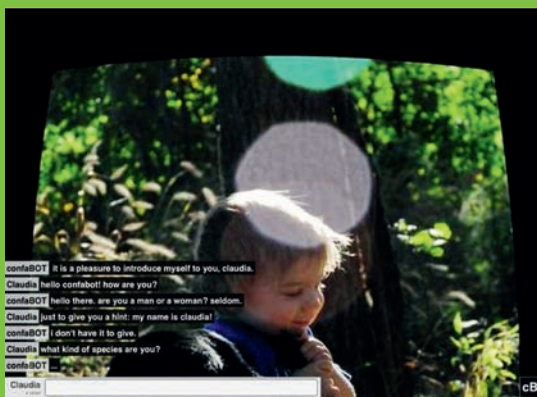 confaBOT it is a pleasure to introduce myself to you, claudia.
Claudia hello confabot! how are you?
confaBOT hello there. are you a man or a woman? seldom.
Claudia just to give you a hint: my name is claudia!
confaBOT i don't have it to give.
Claudia what kind of species are you?
confaBOT ...
Claudia
cB